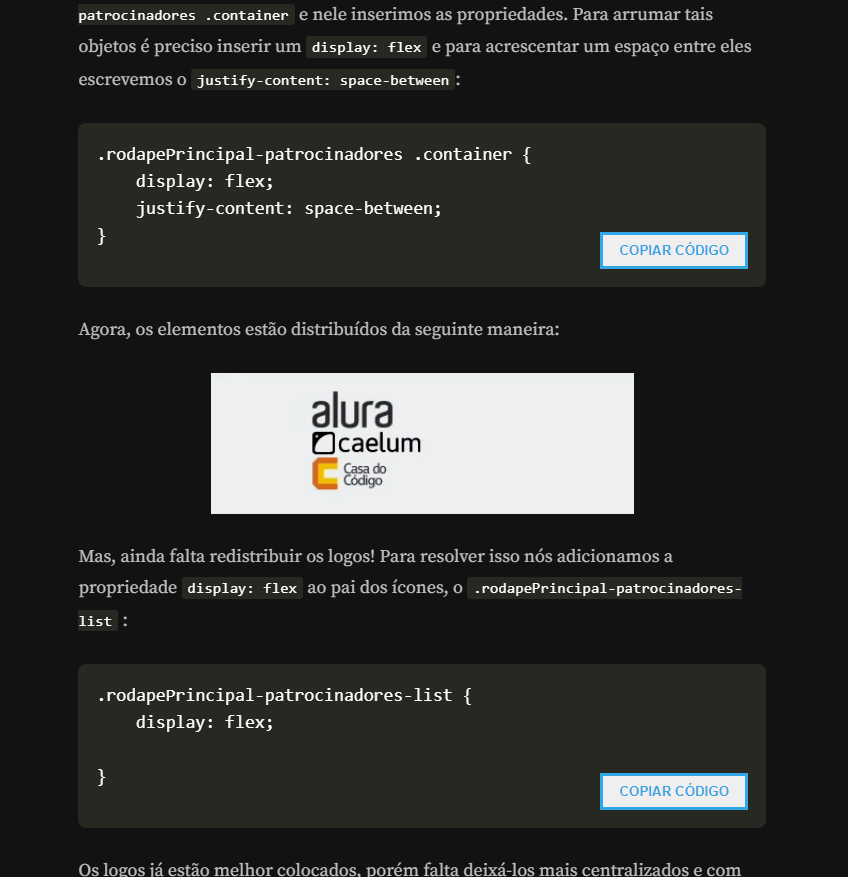 patrocinadores .container e nele inserimos as propriedades. Para arrumar tais
objetos é preciso inserir um display: flex e para acrescentar um espaço entre eles
escrevemos o justify-content: space-between :
.rodapePrincipal-patrocinadores .container {
    display: flex;
    justify-content: space-between;
}
COPIAR CÓDIGO
Agora, os elementos estão distribuídos da seguinte maneira:
alura
caelum
Casa do
Código
Mas, ainda falta redistribuir os logos! Para resolver isso nós adicionamos a
propriedade display: flex ao pai dos ícones, o .rodapePrincipal-patrocinadores-
list :
.rodapePrincipal-patrocinadores-list {
    display: flex;
}
COPIAR CÓDIGO
Os logos já estão melhor colocados, porém falta deixá-los mais centralizados e com